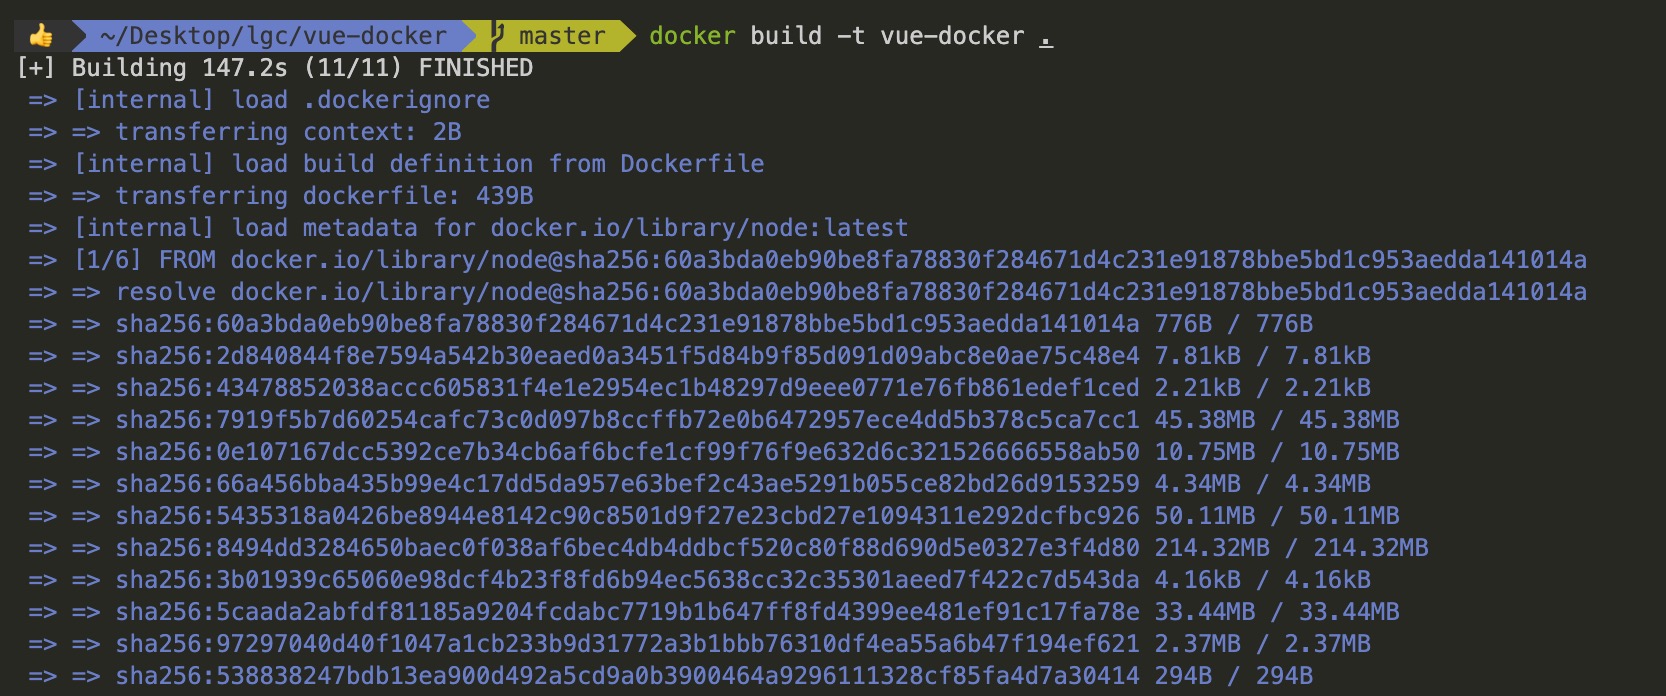 👍 ~/Desktop/lgc/vue-docker master docker build -t vue-docker .
[+] Building 147.2s (11/11) FINISHED
=> [internal] load .dockerignore
=> => transferring context: 2B
=> [internal] load build definition from Dockerfile
=> => transferring dockerfile: 439B
=> [internal] load metadata for docker.io/library/node:latest
=> [1/6] FROM docker.io/library/node@sha256:60a3bda0eb90be8fa78830f284671d4c231e91878bbe5bd1c953aedda141014a
=> => resolve docker.io/library/node@sha256:60a3bda0eb90be8fa78830f284671d4c231e91878bbe5bd1c953aedda141014a
=> => sha256:60a3bda0eb90be8fa78830f284671d4c231e91878bbe5bd1c953aedda141014a 776B / 776B
=> => sha256:2d840844f8e7594a542b30eaed0a3451f5d84b9f85d091d09abc8e0ae75c48e4 7.81kB / 7.81kB
=> => sha256:43478852038accc605831f4e1e2954ec1b48297d9eee0771e76fb861edef1ced 2.21kB / 2.21kB
=> => sha256:7919f5b7d60254cafc73c0d097b8ccffb72e0b6472957ece4dd5b378c5ca7cc1 45.38MB / 45.38MB
=> => sha256:0e107167dcc5392ce7b34cb6af6bcfe1cf99f76f9e632d6c321526666558ab50 10.75MB / 10.75MB
=> => sha256:66a456bba435b99e4c17dd5da957e63bef2c43ae5291b055ce82bd26d9153259 4.34MB / 4.34MB
=> => sha256:5435318a0426be8944e8142c90c8501d9f27e23cbd27e1094311e292dcfbc926 50.11MB / 50.11MB
=> => sha256:8494dd3284650baec0f038af6bec4db4ddbcf520c80f88d690d5e0327e3f4d80 214.32MB / 214.32MB
=> => sha256:3b01939c65060e98dcf4b23f8fd6b94ec5638cc32c35301aeed7f422c7d543da 4.16kB / 4.16kB
=> => sha256:5caada2abfdf81185a9204fcdabc7719b1b647ff8fd4399ee481ef91c17fa78e 33.44MB / 33.44MB
=> => sha256:97297040d40f1047a1cb233b9d31772a3b1bbb76310df4ea55a6b47f194ef621 2.37MB / 2.37MB
=> => sha256:538838247bdb13ea900d492a5cd9a0b3900464a9296111328cf85fa4d7a30414 294B / 294B